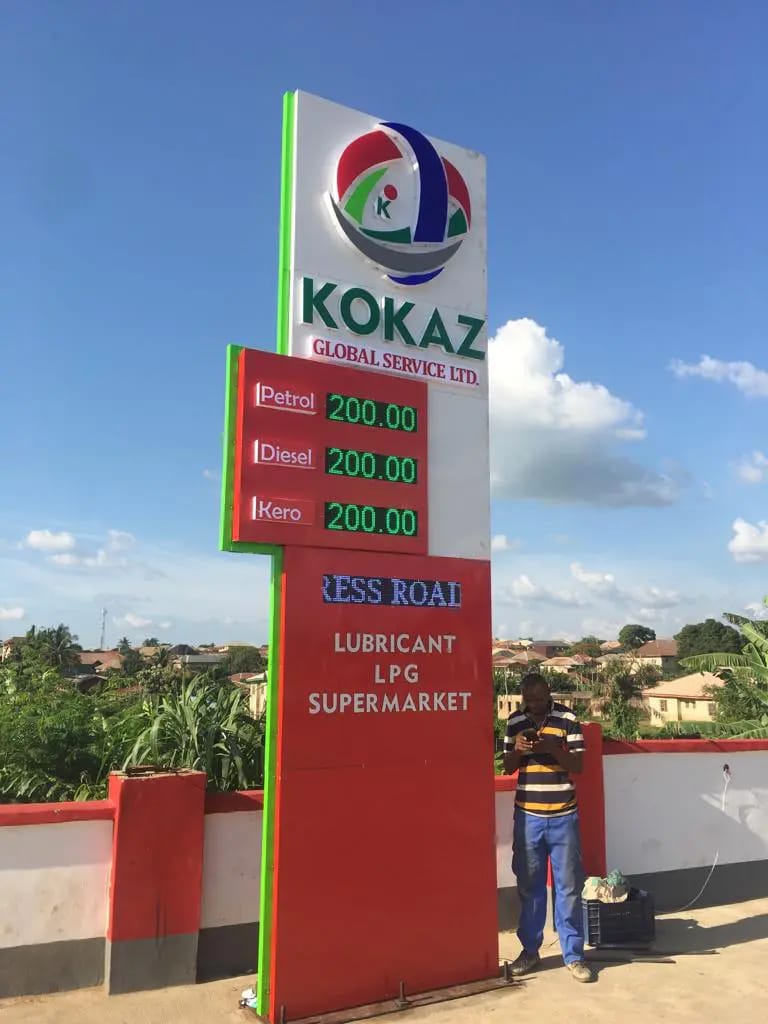 K
KOKAZ
GLOBAL SERVICE LTD.
Petrol 200.00
Diesel 200.00
Kero 200.00
RESS ROAD
LUBRICANT
LPG
SUPERMARKET